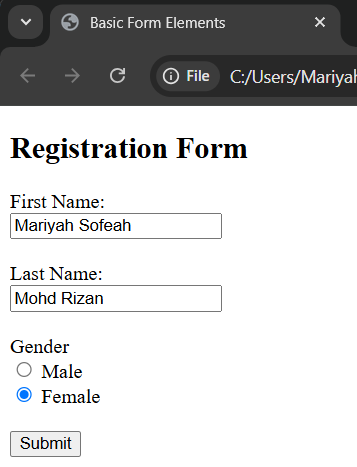 Basic Form Elements
File C:/Users/Mariyah
Registration Form
First Name:
Mariyah Sofeah
Last Name:
Mohd Rizan
Gender
Male
Female
Submit